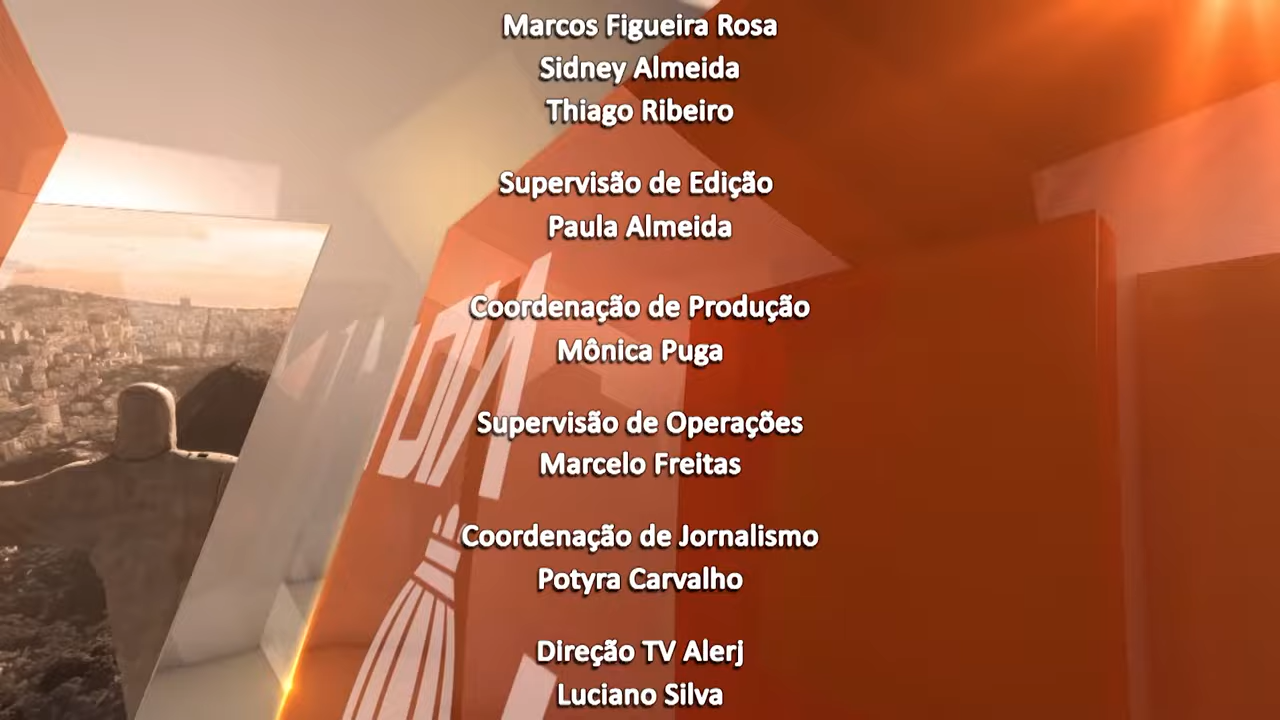 Marcos Figueira Rosa
Sidney Almeida
Thiago Ribeiro
Supervisão de Edição
Paula Almeida
Coordenação de Produção
Mônica Puga
Supervisão de Operações
Marcelo Freitas
Coordenação de Jornalismo
Potyra Carvalho
Direção TV Alerj
Luciano Silva